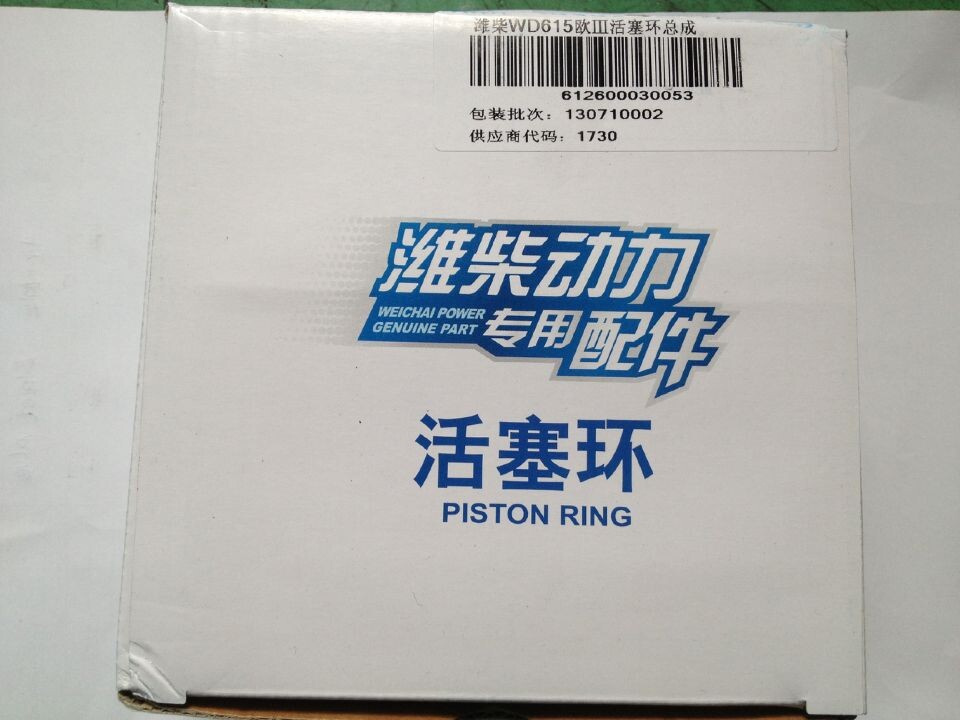 潍柴WD615欧III活塞环总成
612600030053
包装批次：130710002
供应商代码：1730
潍柴动力
WEICHAI POWER
GENUINE PART
专用配件
活塞环
PISTON RING